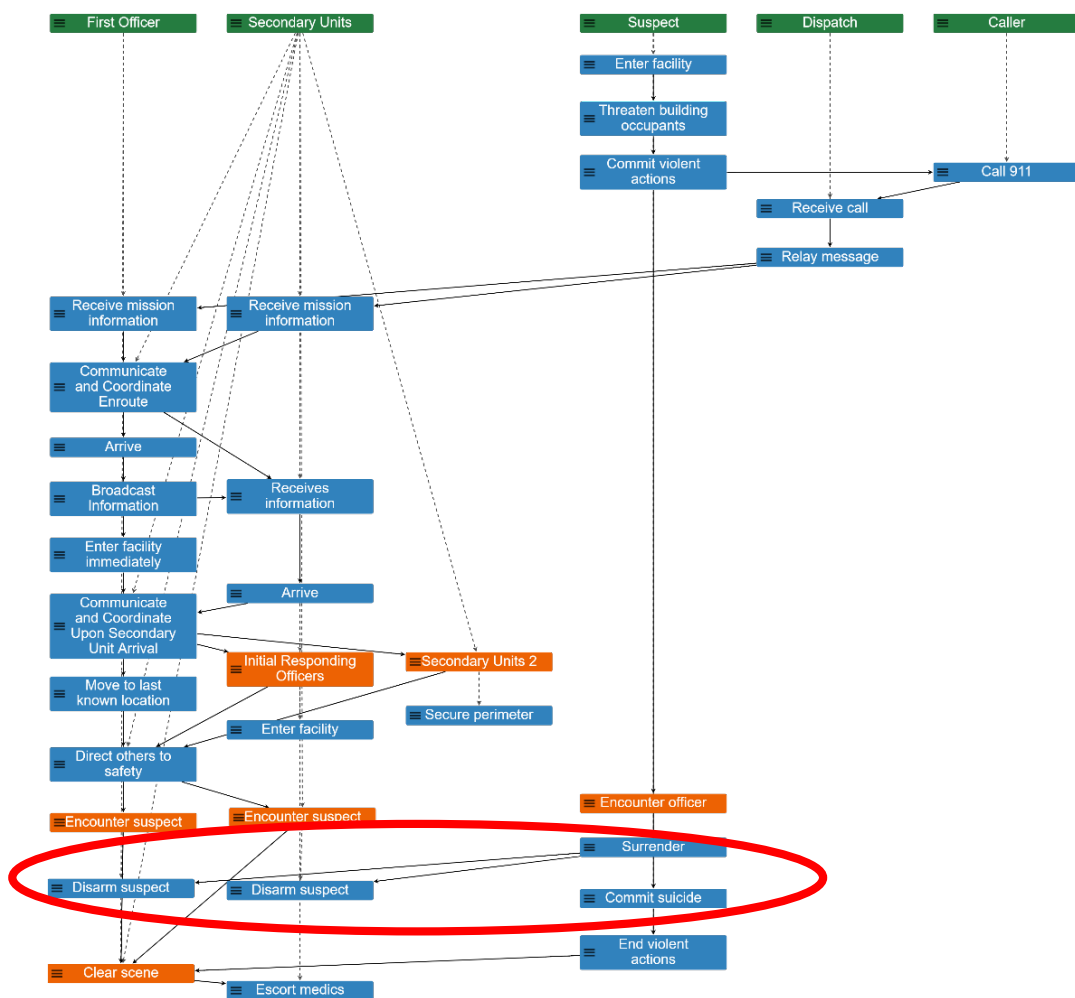 First Officer
Secondary Units
Suspect
Dispatch
Caller
Enter facility
Threaten building
occupants
Commit violent
actions
Call 911
Receive call
Relay message
Receive mission
information
Receive mission
information
Communicate
and Coordinate
Enroute
Arrive
Broadcast
Information
Receives
information
Enter facility
immediately
Arrive
Communicate
and Coordinate
Upon Secondary
Unit Arrival
Initial Responding
Officers
Secondary Units 2
Move to last
known location
Secure perimeter
Enter facility
Direct others to
safety
Encounter officer
Encounter suspect
Encounter suspect
Surrender
Disarm suspect
Disarm suspect
Commit suicide
End violent
actions
Clear scene
Escort medics